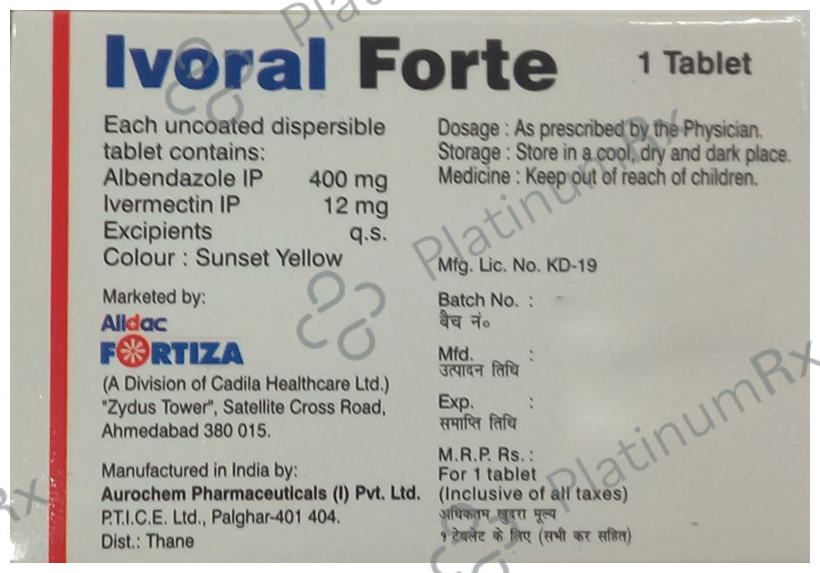 Ivoral Forte 1 Tablet
Each uncoated dispersible
tablet contains:
Albendazole IP 400 mg
Ivermectin IP 12 mg
Excipients q.s.
Colour : Sunset Yellow
Marketed by:
Alidac
FORTIZA
(A Division of Cadila Healthcare Ltd.)
"Zydus Tower", Satellite Cross Road,
Ahmedabad 380 015.
Manufactured in India by:
Aurochem Pharmaceuticals (I) Pvt. Ltd.
P.T.I.C.E. Ltd., Palghar-401 404.
Dist.: Thane
Dosage : As prescribed by the Physician.
Storage : Store in a cool, dry and dark place.
Medicine : Keep out of reach of children.
Mfg. Lic. No. KD-19
Batch No. :
बैच नं०
Mfd. :
उत्पादन तिथि
Exp. :
समाप्ति तिथि
M.R.P. Rs. :
For 1 tablet
(Inclusive of all taxes)
अधिकतम खुदरा मूल्य
१ टेबलेट के लिए (सभी कर सहित)
Platinum
PlatinumRx
PlatinumRx
Rx